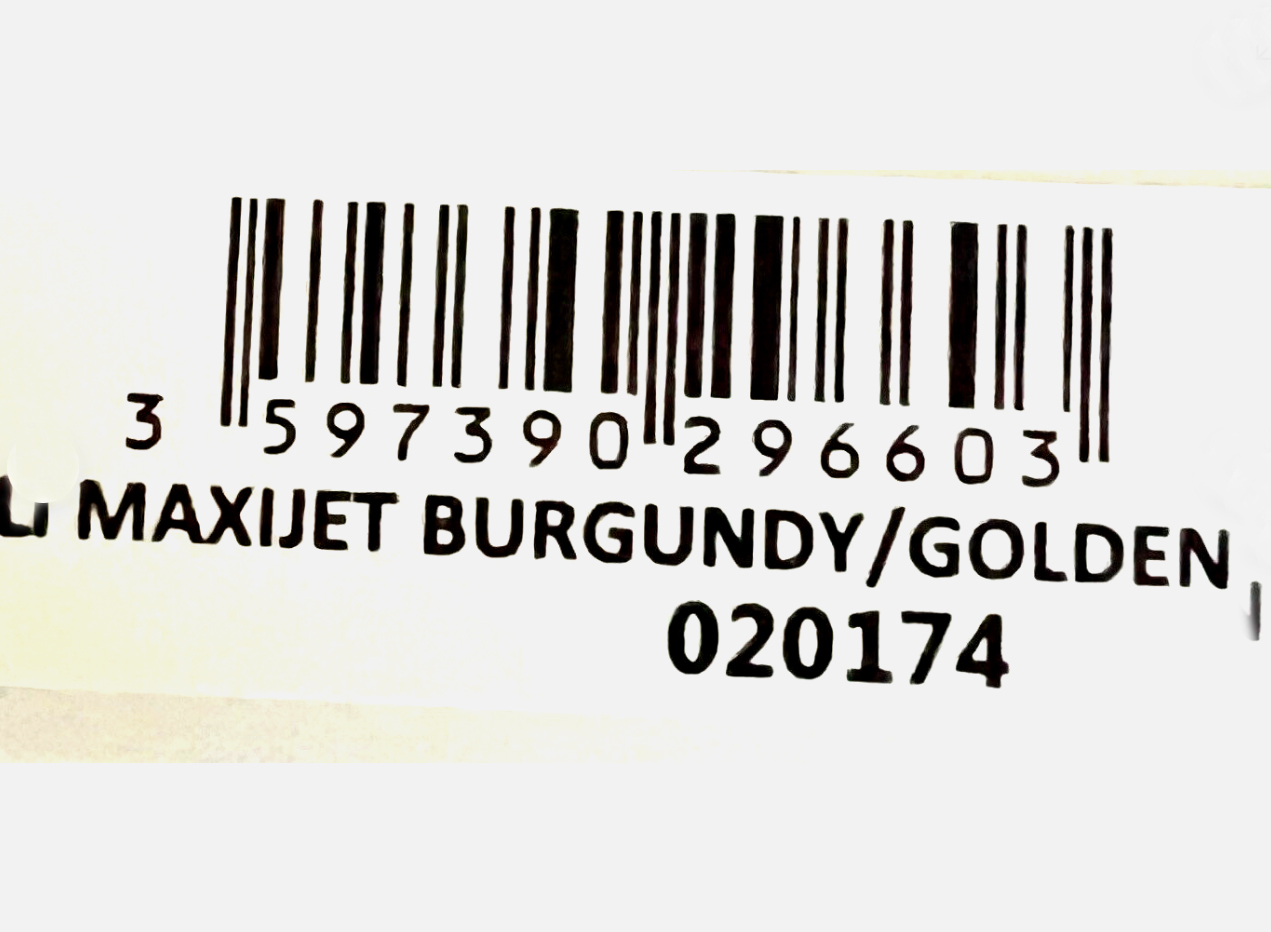 3 597390 296603
L. MAXIJET BURGUNDY/GOLDEN
020174